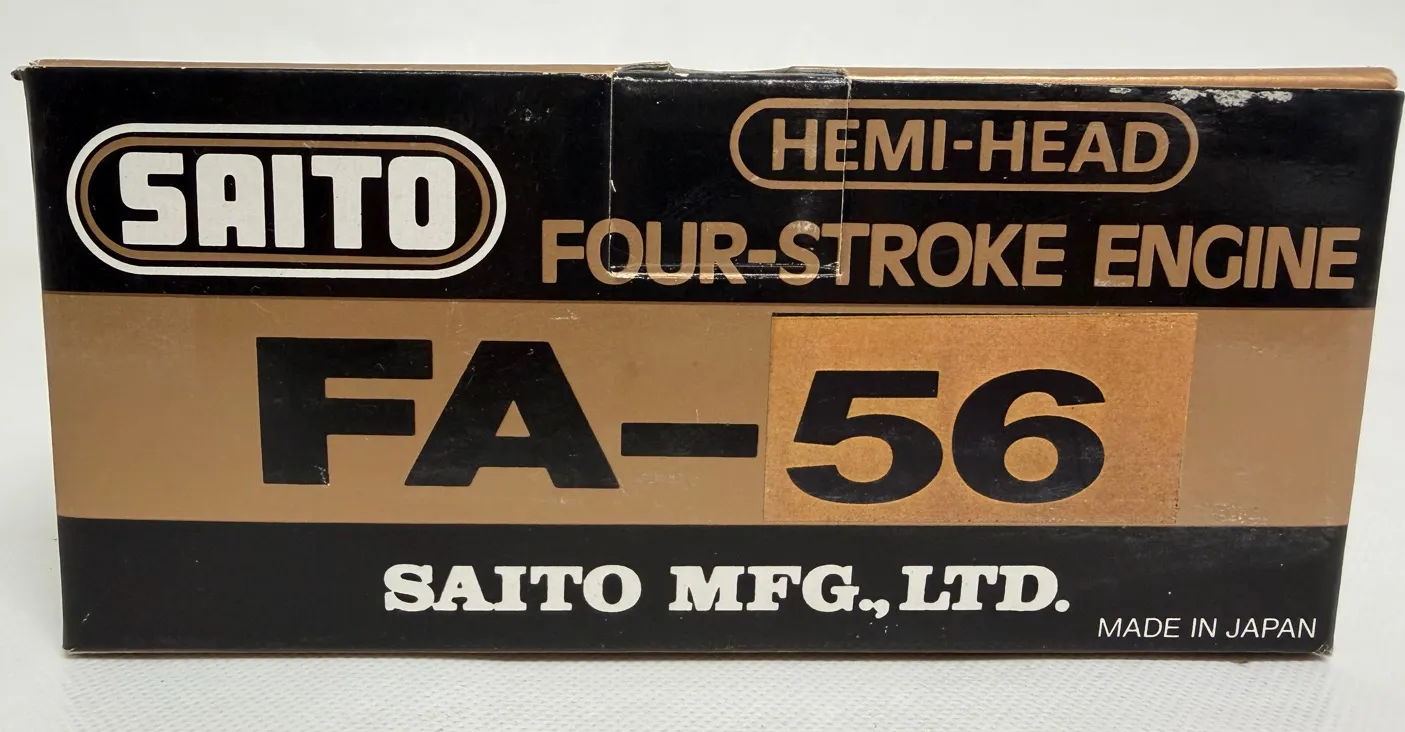 SAITO
HEMI-HEAD
FOUR-STROKE ENGINE
FA-56
SAITO MFG., LTD.
MADE IN JAPAN